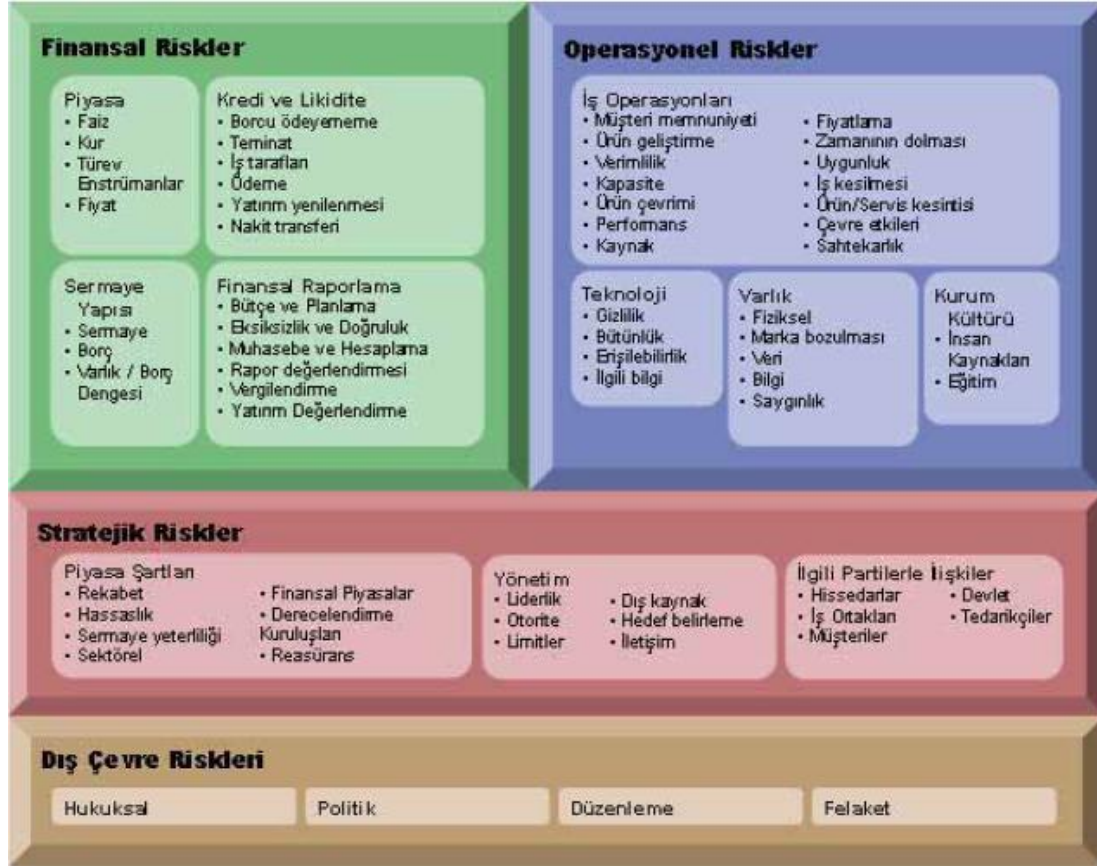 Finansal Riskler
Piyasa
• Faiz
• Kur
• Türev
Enstrümanlar
• Fiyat
Kredi ve Likidite
• Borcu ödeyememe
• Teminat
• İş tarafları
• Ödeme
• Yatırım yenilenmesi
• Nakit transferi
Sermaye
Yapısı
• Sermaye
• Borç
• Varlık / Borç
Dengesi
Finansal Raporlama
• Bütçe ve Planlama
• Eksiksizlik ve Doğruluk
• Muhasebe ve Hesaplama
• Rapor değerlendirmesi
• Vergilendirme
• Yatırım Değerlendirme
Operasyonel Riskler
İş Operasyonları
• Müşteri memnuniyeti
• Ürün geliştirme
• Verimlilik
• Kapasite
• Ürün çevrimi
• Performans
• Kaynak
• Fiyatlama
• Zamanının dolması
• Uygunluk
• İş kesilmesi
• Ürün/Servis kesintisi
• Çevre etkileri
• Sahtekarlık
Teknoloji
• Gizlilik
• Bütünlük
• Erişilebilirlik
• İlgili bilgi
Varlık
• Fiziksel
• Marka bozulması
• Veri
• Bilgi
• Saygınlık
Kurum
Kültürü
• İnsan
Kaynakları
• Eğitim
Stratejik Riskler
Piyasa Şartları
• Rekabet
• Hassaslık
• Sermaye yeterliliği
• Sektörel
• Finansal Piyasalar
• Derecelendirme
Kuruluşları
• Reasürans
Yönetim
• Liderlik
• Otorite
• Limitler
• Dış kaynak
• Hedef belirleme
• İletişim
İlgili Partilerle İlişkiler
• Hissedarlar
• İş Ortakları
• Müşteriler
• Devlet
• Tedarikçiler
Dış Çevre Riskleri
Hukuksal
Politik
Düzenleme
Felaket